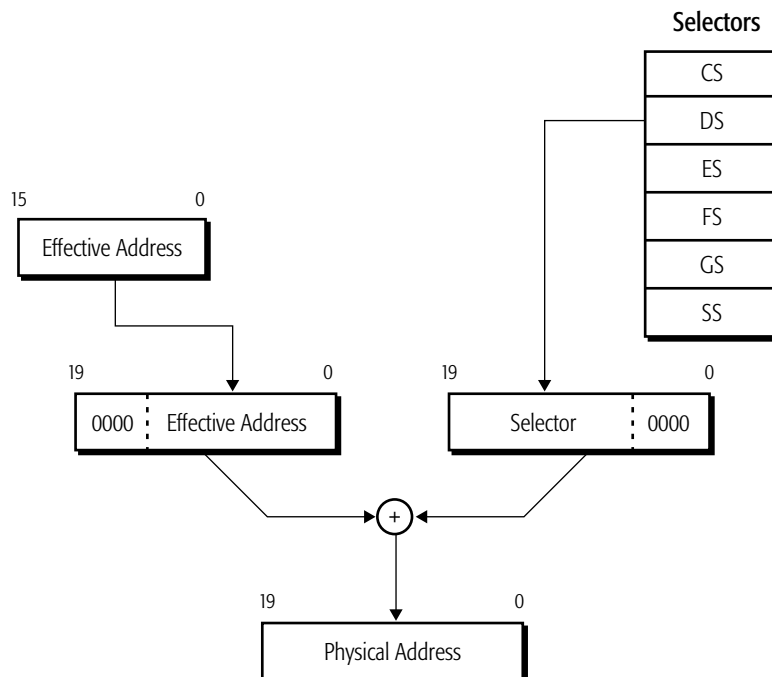 Selectors
CS
DS
ES
FS
GS
SS
15 0
Effective Address
19 0
0000 Effective Address
19 0
Selector 0000
+
19 0
Physical Address